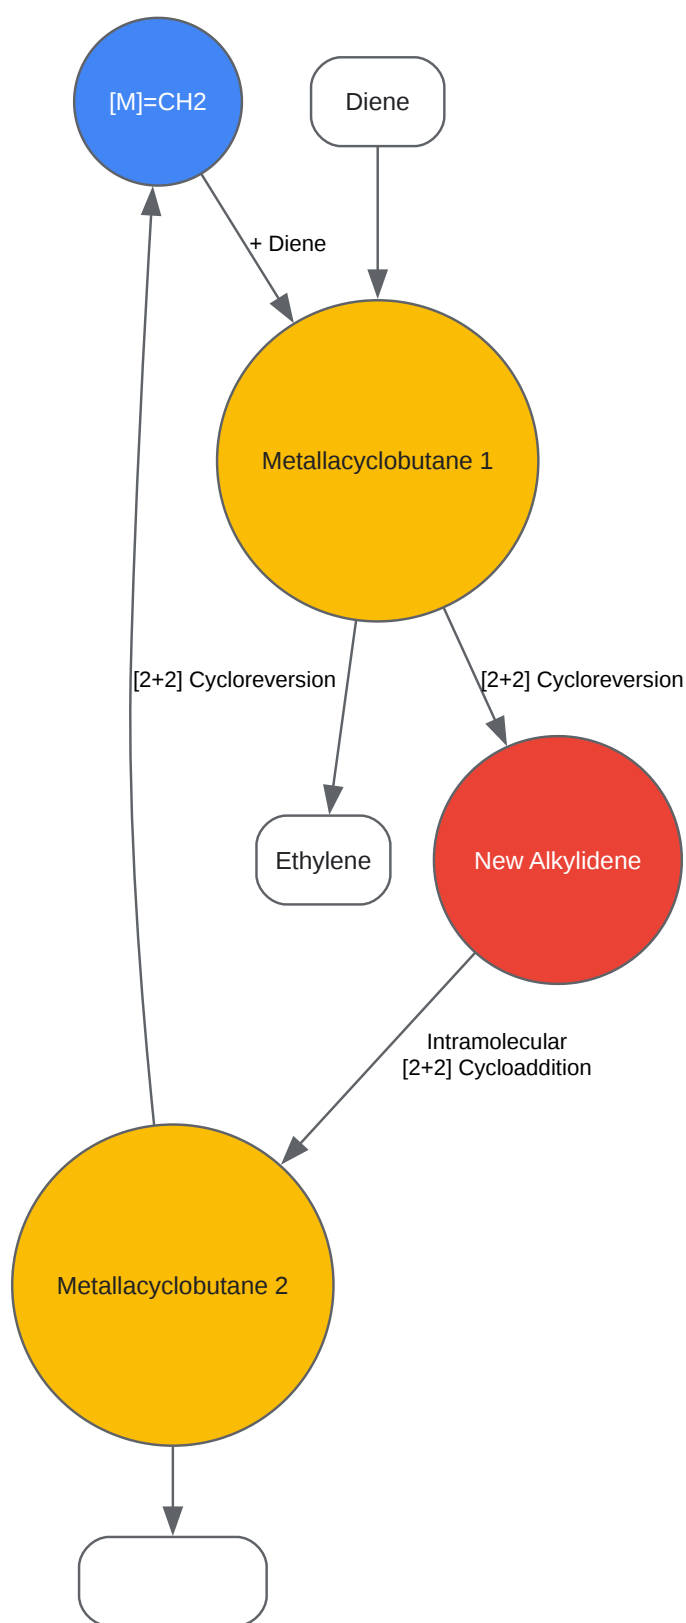 [M]=CH2
Diene
+ Diene
Metallacyclobutane 1
[2+2] Cycloreversion
[2+2] Cycloreversion
Ethylene
New Alkylidene
Intramolecular
[2+2] Cycloaddition
Metallacyclobutane 2